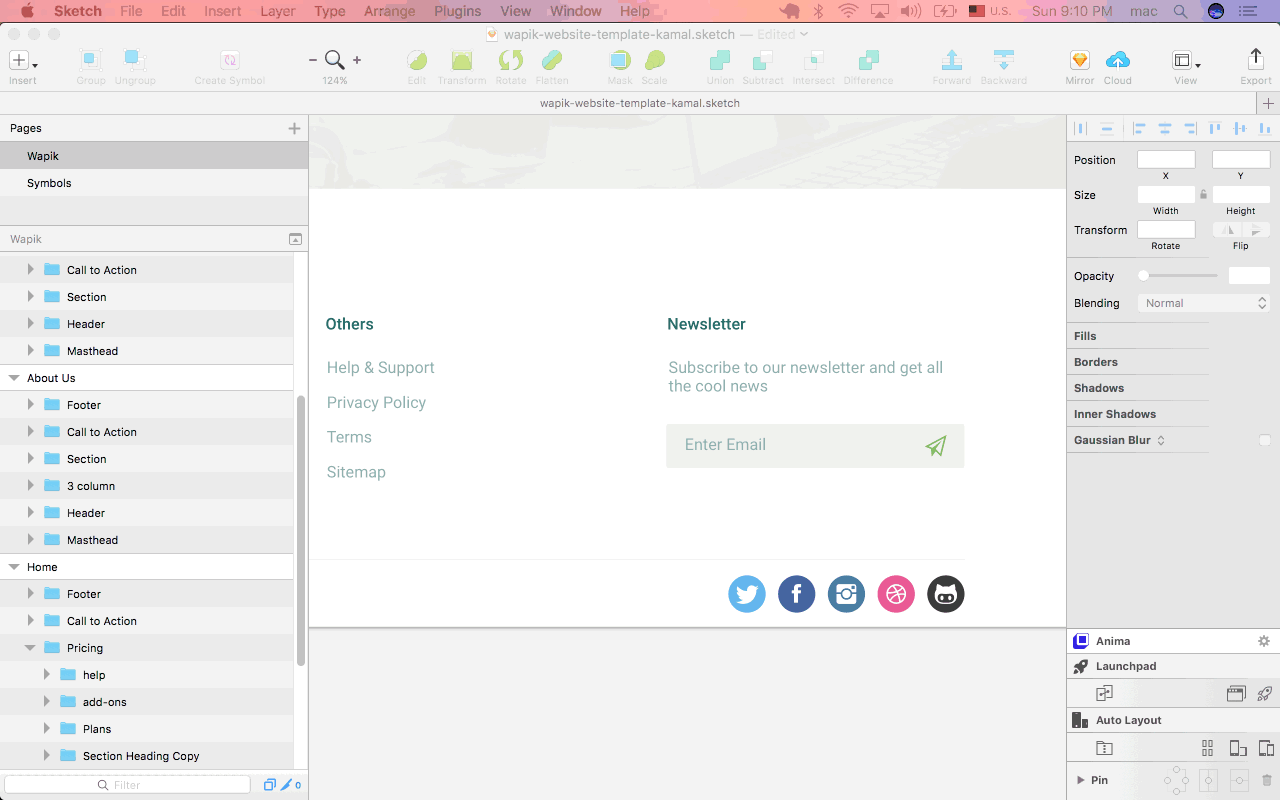 Sketch File Edit Insert Layer Type Arrange Plugins View Window Help U.S. Sun 9:10 PM mac
wapik-website-template-kamal.sketch — Edited
Insert Group Ungroup Create Symbol 124% Edit Transform Rotate Flatten Mask Scale Union Subtract Intersect Difference Forward Backward Mirror Cloud View Export
wapik-website-template-kamal.sketch
Pages
Wapik
Symbols
Wapik
Call to Action
Section
Header
Masthead
About Us
Footer
Call to Action
Section
3 column
Header
Masthead
Home
Footer
Call to Action
Pricing
help
add-ons
Plans
Section Heading Copy
Filter
0
Others
Help & Support
Privacy Policy
Terms
Sitemap
Newsletter
Subscribe to our newsletter and get all
the cool news
Enter Email
Position
X Y
Size
Width Height
Transform
Rotate Flip
Opacity
Blending Normal
Fills
Borders
Shadows
Inner Shadows
Gaussian Blur
Anima
Launchpad
Auto Layout
Pin